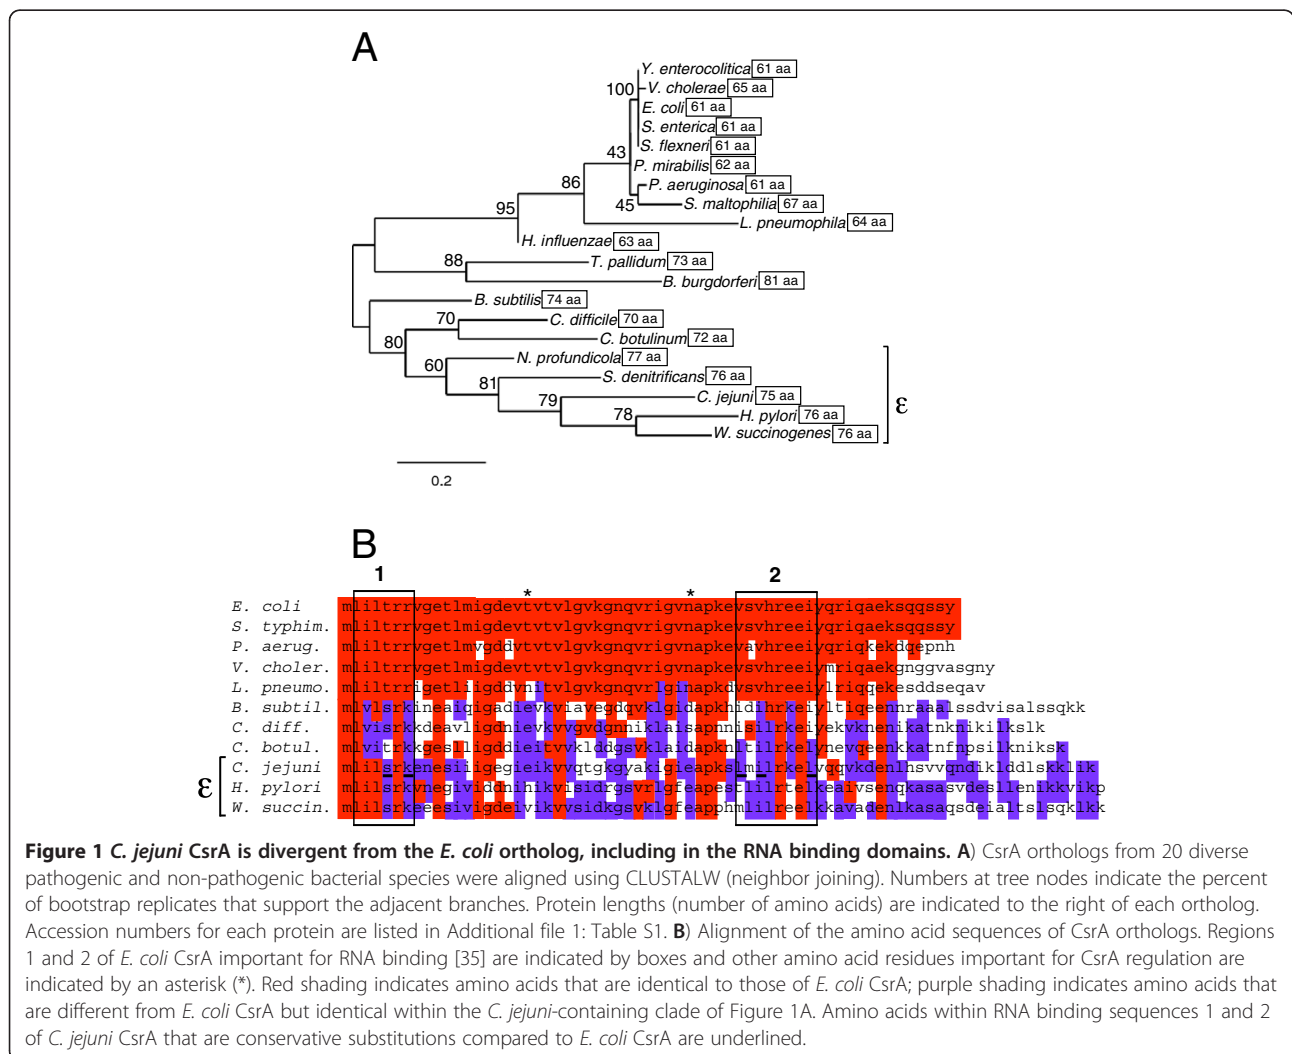 A
Y. enterocolitica 61 aa
100
V. cholerae 65 aa
E. coli 61 aa
S. enterica 61 aa
S. flexneri 61 aa
43
P. mirabilis 62 aa
86
P. aeruginosa 61 aa
95
45
S. maltophilia 67 aa
L. pneumophila 64 aa
H. influenzae 63 aa
88
T. pallidum 73 aa
B. burgdorferi 81 aa
B. subtilis 74 aa
70
C. difficile 70 aa
80
C. botulinum 72 aa
60
N. profundicola 77 aa
81
S. denitrificans 76 aa
79
C. jejuni 75 aa
ε
78
H. pylori 76 aa
W. succinogenes 76 aa
0.2
B
1
2
* *
E. coli mliltrrvgetlmigdevtvtvlgvkgnqvrigvnapkevsvhreeiyqriqaeksqqssy
S. typhim. mliltrrvgetlmigdevtvtvlgvkgnqvrigvnapkevsvhreeiyqriqaeksqqssy
P. aerug. mliltrrvgetlmvgddvtvtvlgvkgnqvrigvnapkevavhreeiyqriqkekdqepnh
V. choler. mliltrrvgetlmigdevtvtvlgvkgnqvrigvnapkevsvhreeiymriqaekgnggvasgny
L. pneumo. mliltrrigetliigddvnitvlgvkgnqvrlginapkdvsvhreeiylriqqekesddseqav
B. subtil. mlvlsrkineaiqigadievkviavegdqvklgidapkhidihrkeiyltiqeennraaalssdvisalssqkk
C. diff. mlvisrkkdeavligdnievkvvgvdgnniklaisapnnisilrkeiyekvknenikatnknikilkslk
C. botul. mlvitrkkgeslligddieitvvklddgsvklaidapknltilrkelynevqeenkkatnfnpsilkniksk
C. jejuni mlilsrkenesiiigegieikvvqtgkgyakigieapkslmilrkelvqqvkdenlhsvvqndiklddlskklik
ε
H. pylori mlilsrkvnegividdnihikvisidrgsvrlgfeapestlilrtelkeaivsenqkasasvdesllenikkvikp
W. succin. mlilsrkeeesivigdeivikvvsidkgsvklgfeapphmlilreelkkavadenlkasaqsdeialtslsqklkk
Figure 1 C. jejuni CsrA is divergent from the E. coli ortholog, including in the RNA binding domains. A) CsrA orthologs from 20 diverse
pathogenic and non-pathogenic bacterial species were aligned using CLUSTALW (neighbor joining). Numbers at tree nodes indicate the percent
of bootstrap replicates that support the adjacent branches. Protein lengths (number of amino acids) are indicated to the right of each ortholog.
Accession numbers for each protein are listed in Additional file 1: Table S1. B) Alignment of the amino acid sequences of CsrA orthologs. Regions
1 and 2 of E. coli CsrA important for RNA binding [35] are indicated by boxes and other amino acid residues important for CsrA regulation are
indicated by an asterisk (*). Red shading indicates amino acids that are identical to those of E. coli CsrA; purple shading indicates amino acids that
are different from E. coli CsrA but identical within the C. jejuni-containing clade of Figure 1A. Amino acids within RNA binding sequences 1 and 2
of C. jejuni CsrA that are conservative substitutions compared to E. coli CsrA are underlined.